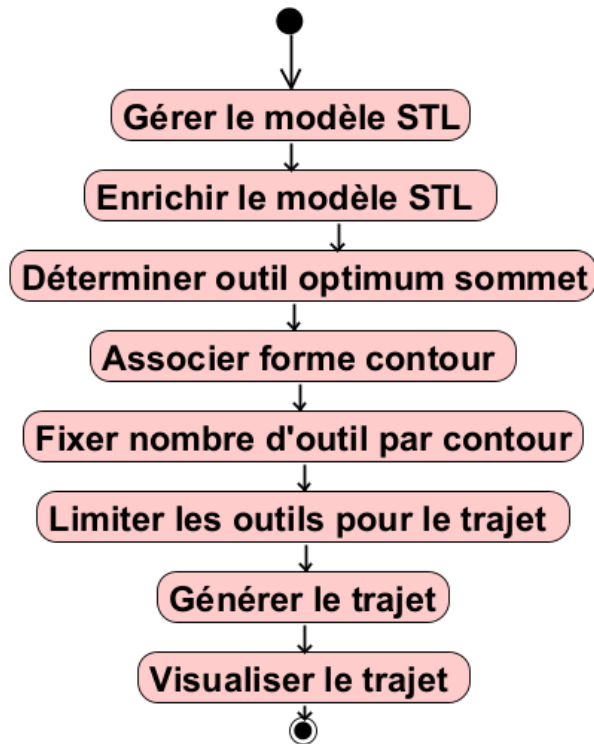 Gérer le modèle STL
Enrichir le modèle STL
Déterminer outil optimum sommet
Associer forme contour
Fixer nombre d'outil par contour
Limiter les outils pour le trajet
Générer le trajet
Visualiser le trajet